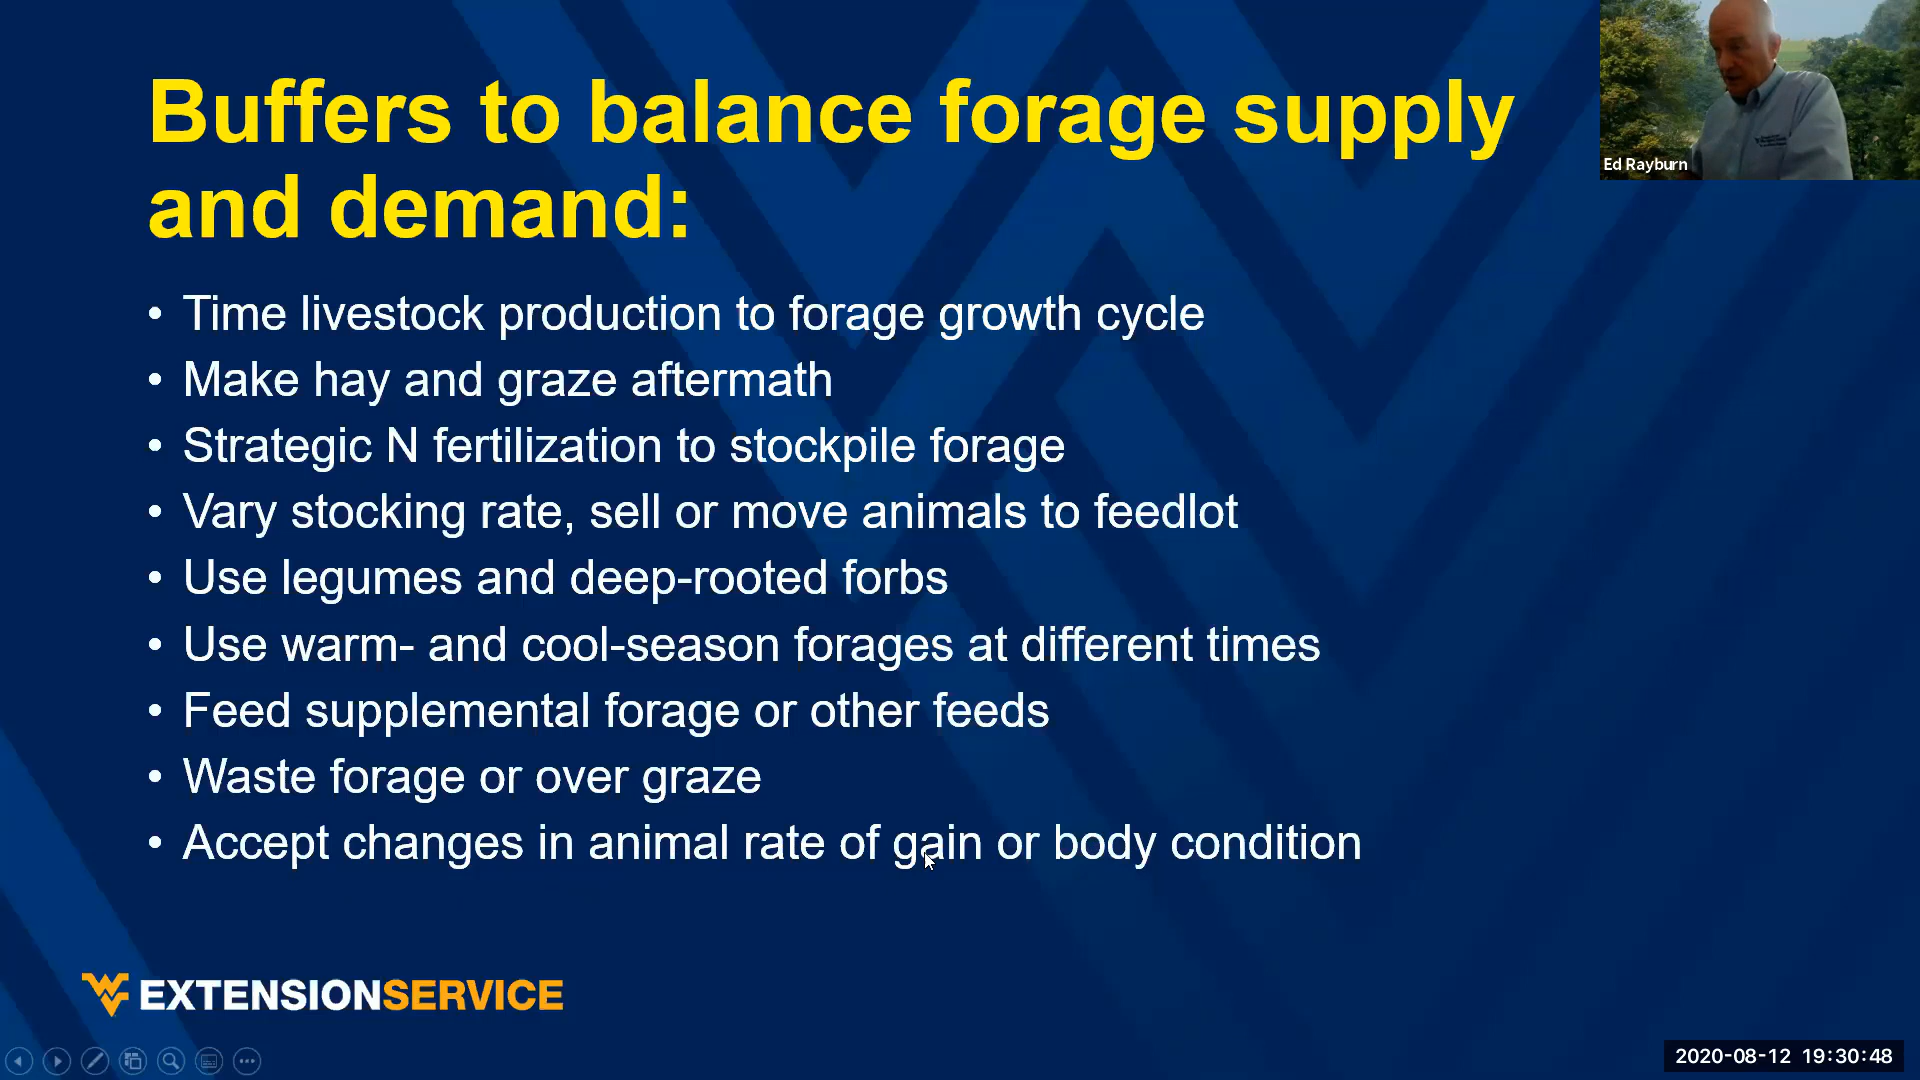 Buffers to balance forage supply
and demand:
• Time livestock production to forage growth cycle
• Make hay and graze aftermath
• Strategic N fertilization to stockpile forage
• Vary stocking rate, sell or move animals to feedlot
• Use legumes and deep-rooted forbs
• Use warm- and cool-season forages at different times
• Feed supplemental forage or other feeds
• Waste forage or over graze
• Accept changes in animal rate of gain or body condition
Ed Rayburn
WV EXTENSIONSERVICE
2020-08-12 19:30:48